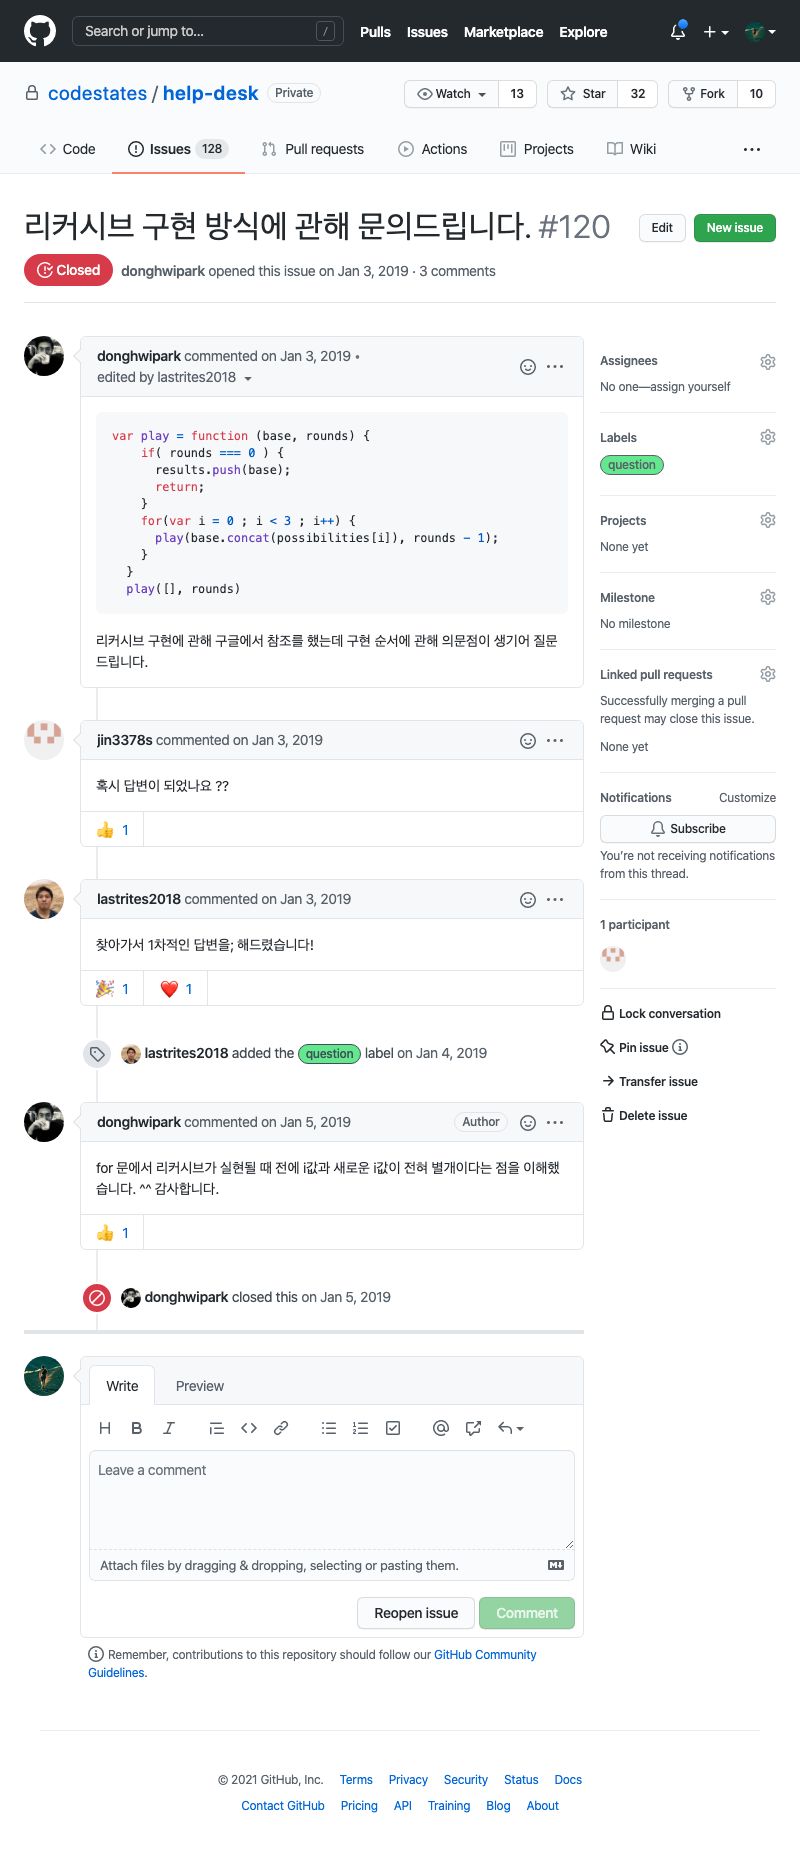 Search or jump to... /
Pulls Issues Marketplace Explore
codestates / help-desk Private
Watch 13 Star 32 Fork 10
Code Issues 128 Pull requests Actions Projects Wiki ...
리커시브 구현 방식에 관해 문의드립니다. #120
Edit New issue
Closed donghwipark opened this issue on Jan 3, 2019 · 3 comments
donghwipark commented on Jan 3, 2019 •
edited by lastrites2018
var play = function (base, rounds) {
if( rounds === 0 ) {
results.push(base);
return;
}
for(var i = 0 ; i < 3 ; i++) {
play(base.concat(possibilities[i]), rounds - 1);
}
}
play([], rounds)
리커시브 구현에 관해 구글에서 참조를 했는데 구현 순서에 관해 의문점이 생기어 질문
드립니다.
jin3378s commented on Jan 3, 2019
혹시 답변이 되었나요 ??
👍 1
lastrites2018 commented on Jan 3, 2019
찾아가서 1차적인 답변을; 해드렸습니다!
🎉 1 ❤️ 1
lastrites2018 added the question label on Jan 4, 2019
donghwipark commented on Jan 5, 2019 Author
for 문에서 리커시브가 실현될 때 전에 i값과 새로운 i값이 전혀 별개이다는 점을 이해했
습니다. ^^ 감사합니다.
👍 1
donghwipark closed this on Jan 5, 2019
Write Preview
H B I
Leave a comment
Attach files by dragging & dropping, selecting or pasting them.
Reopen issue Comment
Remember, contributions to this repository should follow our GitHub Community
Guidelines.
Assignees
No one—assign yourself
Labels
question
Projects
None yet
Milestone
No milestone
Linked pull requests
Successfully merging a pull
request may close this issue.
None yet
Notifications Customize
Subscribe
You're not receiving notifications
from this thread.
1 participant
Lock conversation
Pin issue
Transfer issue
Delete issue
© 2021 GitHub, Inc. Terms Privacy Security Status Docs
Contact GitHub Pricing API Training Blog About